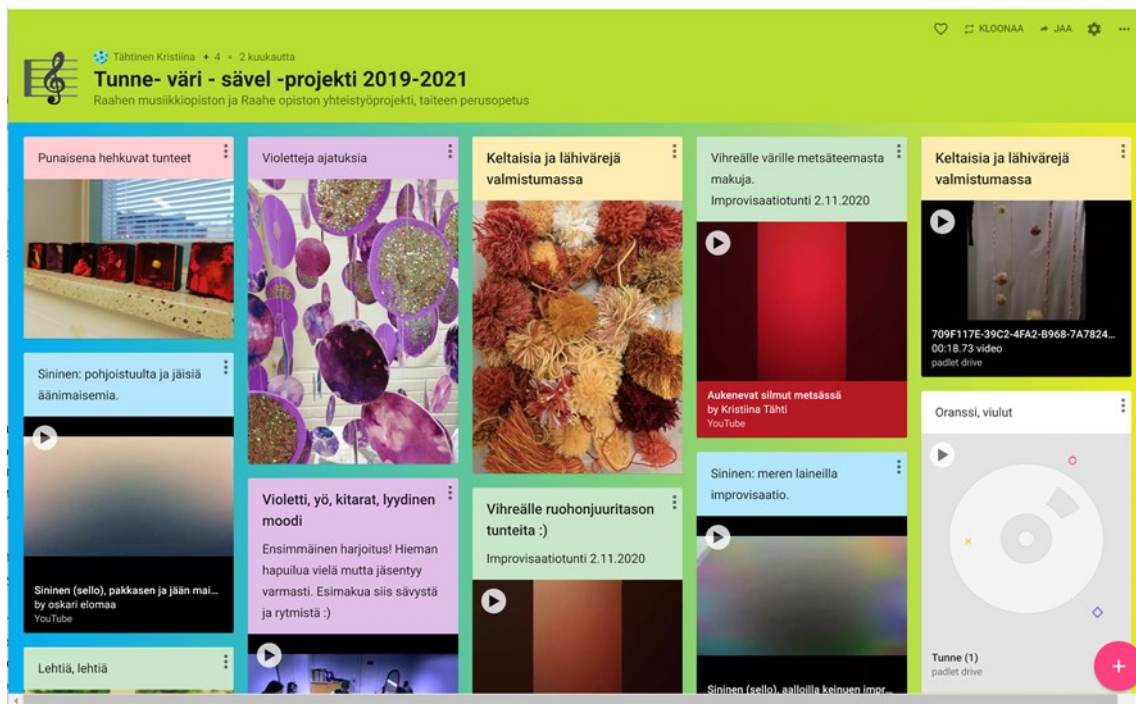 KLOONAA
JAA
Tähtinen Kristiina + 4 • 2 kuukautta
Tunne- väri - sävel -projekti 2019-2021
Raahen musiikkiopiston ja Raahe opiston yhteistyöprojekti, taiteen perusopetus
Punaisena hehkuvat tunteet
Sininen: pohjoistuulta ja jäisiä
äänimaisemia.
Sininen (sello), pakkasen ja jään mai...
by oskari elomaa
YouTube
Lehtiä, lehtiä
Violetteja ajatuksia
Violetti, yö, kitarat, lyydinen
moodi
Ensimmäinen harjoitus! Hieman
hapuilua vielä mutta jäsentyy
varmasti. Esimakua siis sävystä
ja rytmistä :)
Keltaisia ja lähivärejä
valmistumassa
Vihreälle ruohonjuuritason
tunteita :)
Improvisaatiotunti 2.11.2020
Vihreälle värille metsäteemasta
makuja.
Improvisaatiotunti 2.11.2020
Aukenevat silmut metsässä
by Kristiina Tähti
YouTube
Sininen: meren laineilla
improvisaatio.
Sininen (sello), aalloilla keinuen impr...
Keltaisia ja lähivärejä
valmistumassa
709F117E-39C2-4FA2-B968-7A7824...
00:18.73 video
padlet drive
Oranssi, viulut
Tunne (1)
padlet drive